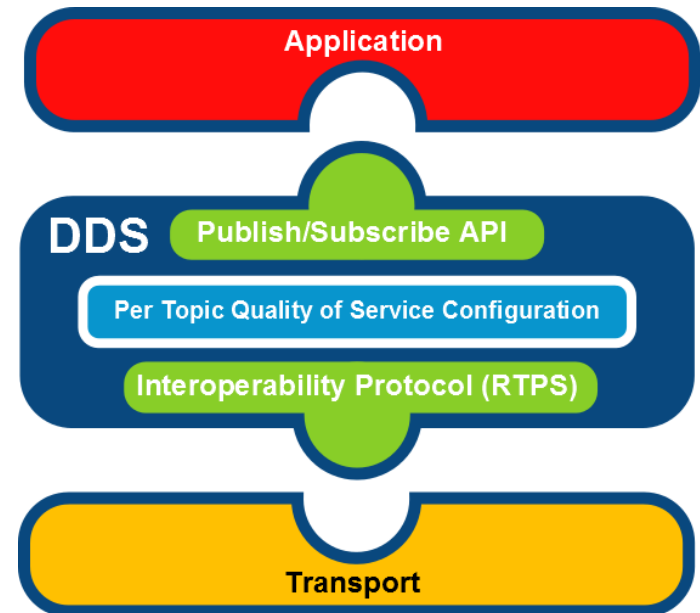 Application
DDS
Publish/Subscribe API
Per Topic Quality of Service Configuration
Interoperability Protocol (RTPS)
Transport